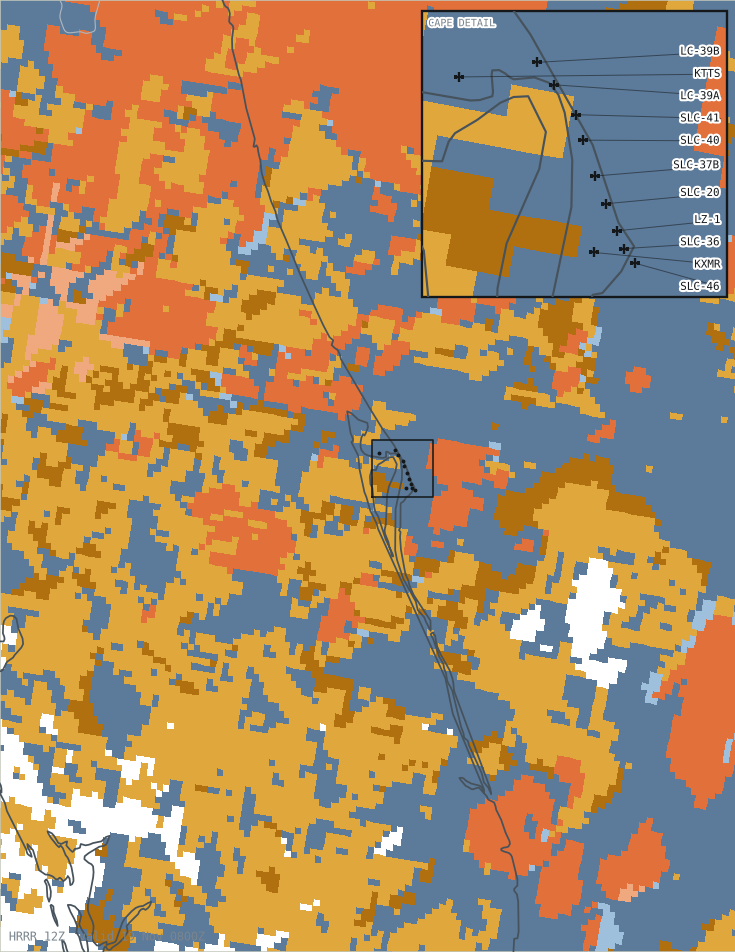 CAPE DETAIL
LC-39B
KTTS
LC-39A
SLC-41
SLC-40
SLC-37B
SLC-20
LZ-1
SLC-36
KXMR
SLC-46
HRRR 12Z